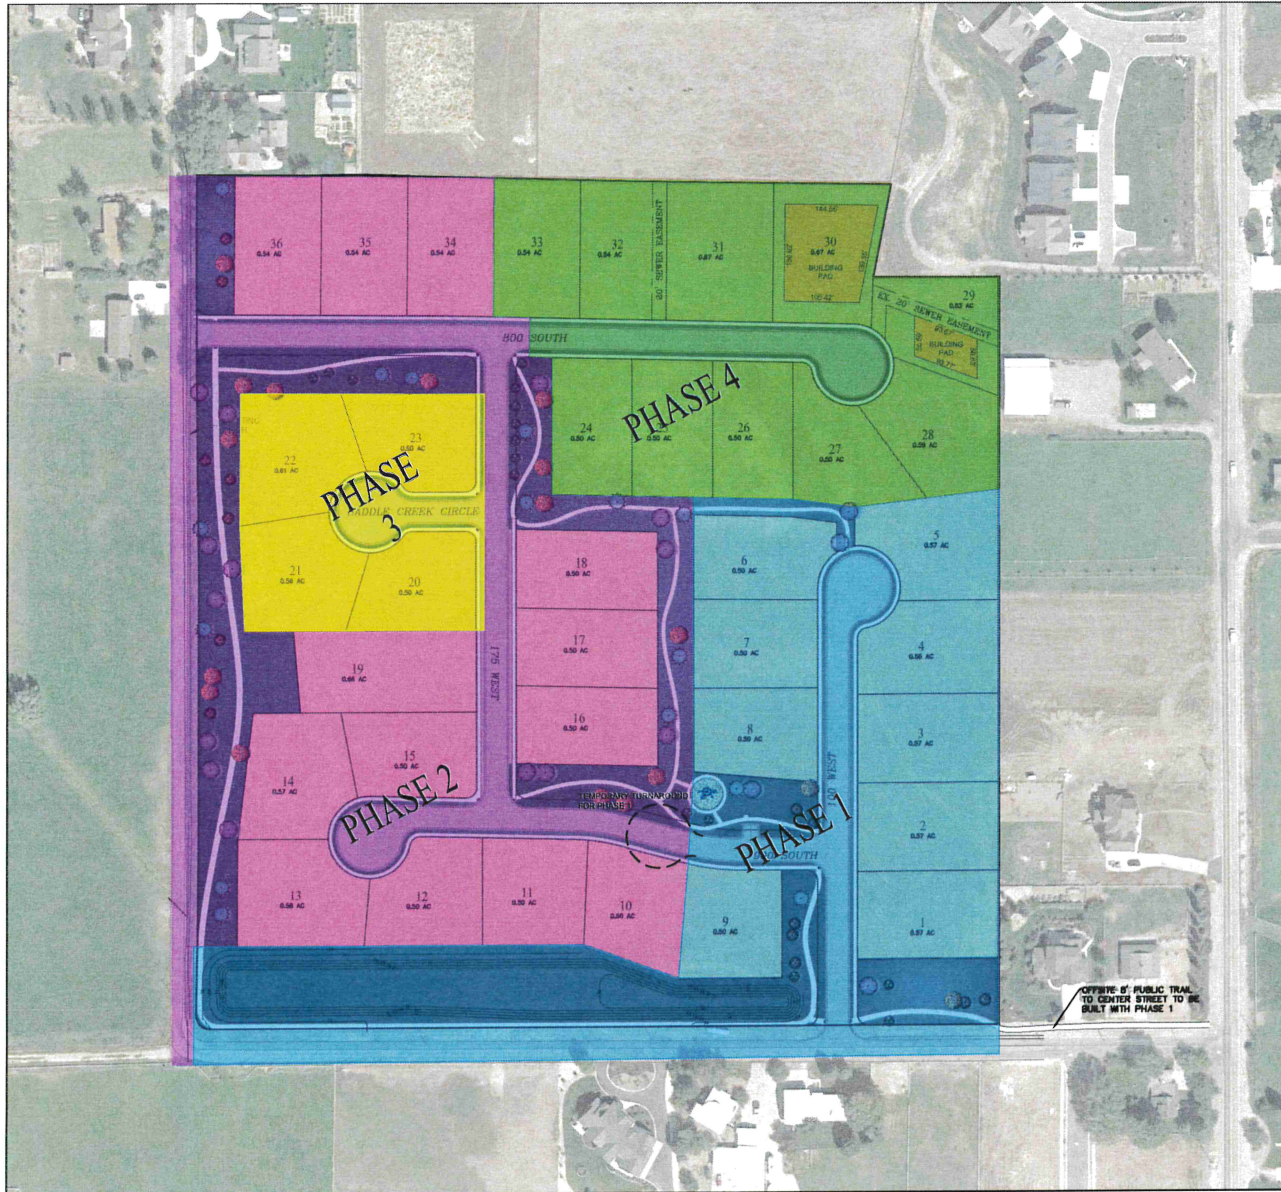 36
0.54 AC
35
0.54 AC
34
0.54 AC
33
0.54 AC
32
0.54 AC
20' SEWER EASEMENT
31
0.87 AC
144.56'
30
BUILDING
PAD
29
EX. 20' SEWER EASEMENT
BUILDING
PAD
800 SOUTH
PHASE 4
24
0.50 AC
0.50 AC
26
0.50 AC
27
28
22
0.61 AC
23
0.50 AC
PHASE
3
CREEK CIRCLE
21
20
0.50 AC
18
0.50 AC
17
0.50 AC
16
0.50 AC
175 WEST
19
15
0.50 AC
14
0.57 AC
PHASE 2
13
12
0.50 AC
11
0.50 AC
10
TEMPORARY TURNAROUND
FOR PHASE 1
6
0.50 AC
5
0.57 AC
7
0.50 AC
4
8
3
0.57 AC
WEST
PHASE 1
SOUTH
2
0.57 AC
9
0.50 AC
1
0.57 AC
OFFSITE 8' PUBLIC TRAIL
TO CENTER STREET TO BE
BUILT WITH PHASE 1